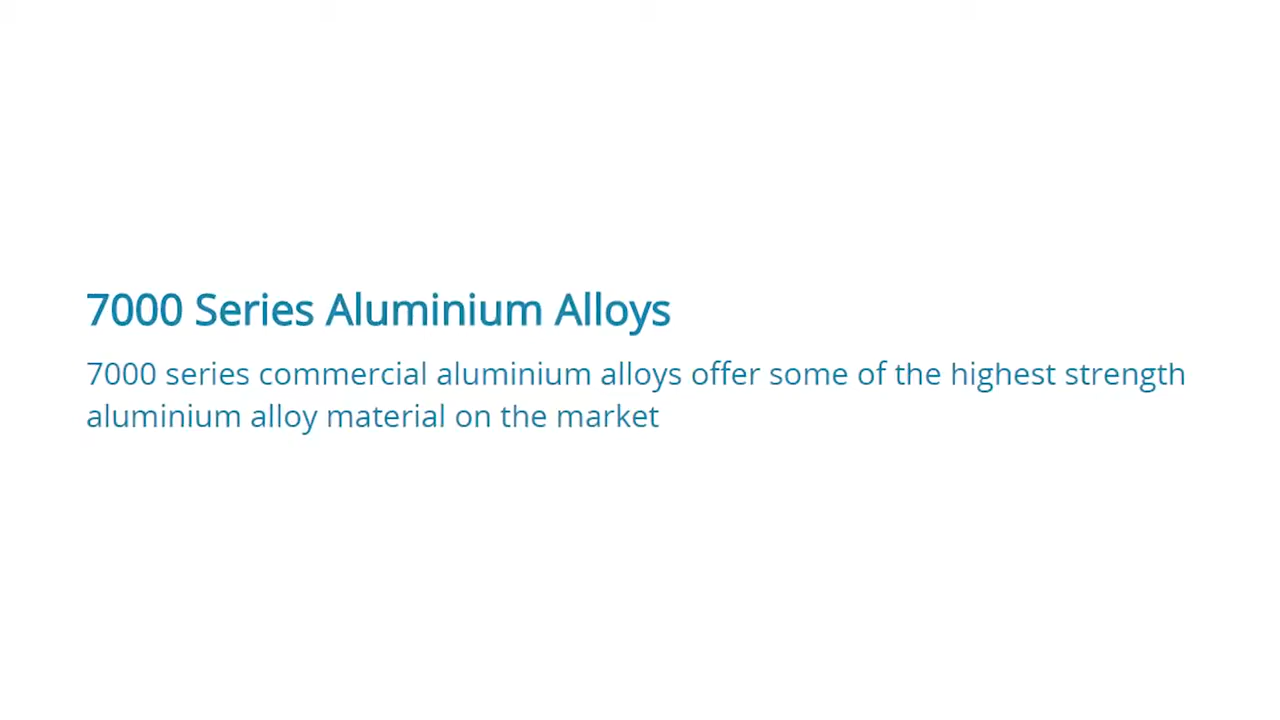 7000 Series Aluminium Alloys
7000 series commercial aluminium alloys offer some of the highest strength
aluminium alloy material on the market